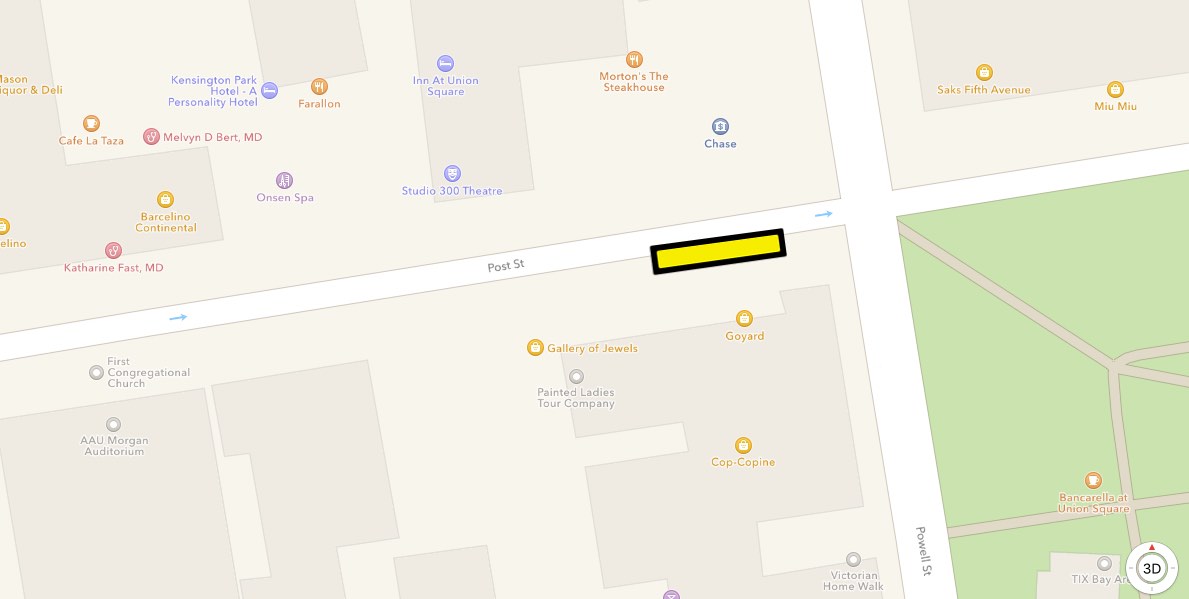 Mason
iquor & Deli
Cafe La Taza
Kensington Park
Hotel - A
Personality Hotel
Farallon
Melvyn D Bert, MD
Onsen Spa
Barcelino
Continental
elino
Katharine Fast, MD
Inn At Union
Square
Studio 300 Theatre
Morton's The
Steakhouse
Chase
Saks Fifth Avenue
Miu Miu
Post St
First
Congregational
Church
AAU Morgan
Auditorium
Gallery of Jewels
Goyard
Painted Ladies
Tour Company
Cop-Copine
Powell St
Victorian
Home Walk
Bancarella at
Union Square
TIX Bay Are
3D